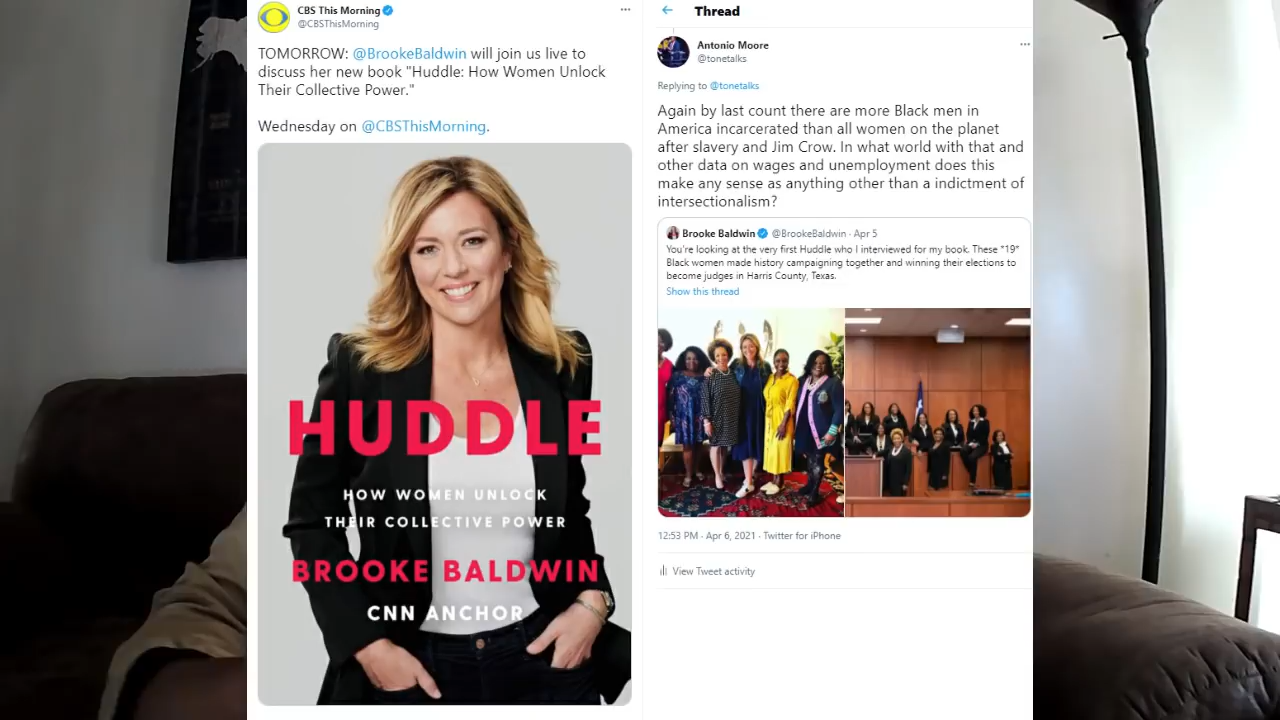 CBS This Morning
@CBSThisMorning
TOMORROW: @BrookeBaldwin will join us live to
discuss her new book "Huddle: How Women Unlock
Their Collective Power."
Wednesday on @CBSThisMorning.
HUDDLE
HOW WOMEN UNLOCK
THEIR COLLECTIVE POWER
BROOKE BALDWIN
CNN ANCHOR
Thread
Antonio Moore
@tonetalks
Replying to @tonetalks
Again by last count there are more Black men in
America incarcerated than all women on the planet
after slavery and Jim Crow. In what world with that and
other data on wages and unemployment does this
make any sense as anything other than a indictment of
intersectionalism?
Brooke Baldwin @BrookeBaldwin · Apr 5
You're looking at the very first Huddle who I interviewed for my book. These *19*
Black women made history campaigning together and winning their elections to
become judges in Harris County, Texas.
Show this thread
12:53 PM · Apr 6, 2021 · Twitter for iPhone
View Tweet activity